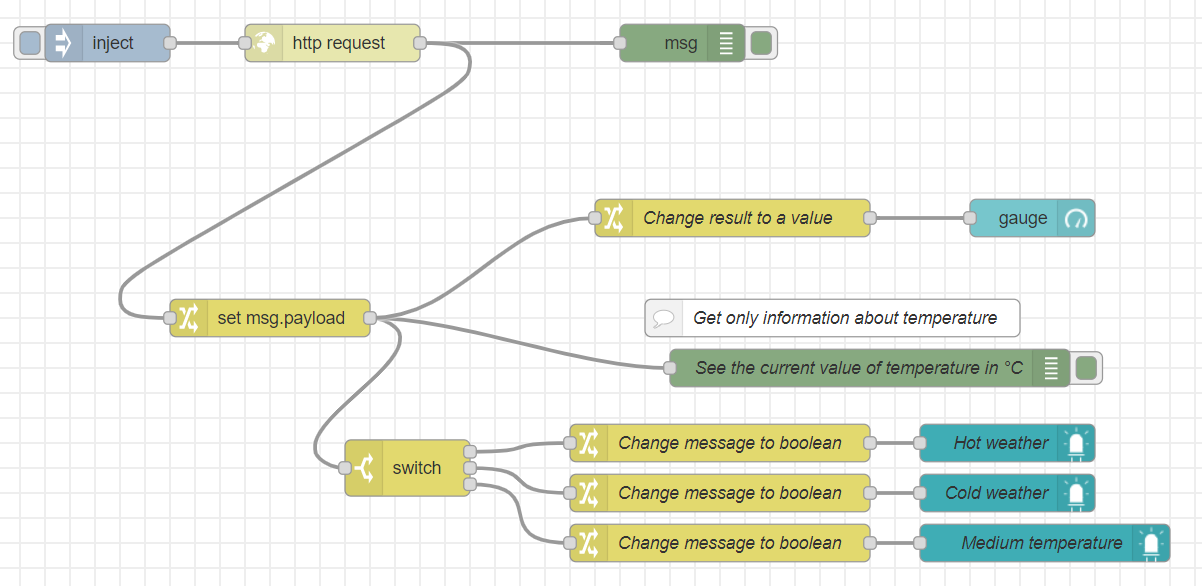 inject
http request
msg
Change result to a value
gauge
set msg.payload
Get only information about temperature
See the current value of temperature in °C
switch
Change message to boolean
Hot weather
Change message to boolean
Cold weather
Change message to boolean
Medium temperature